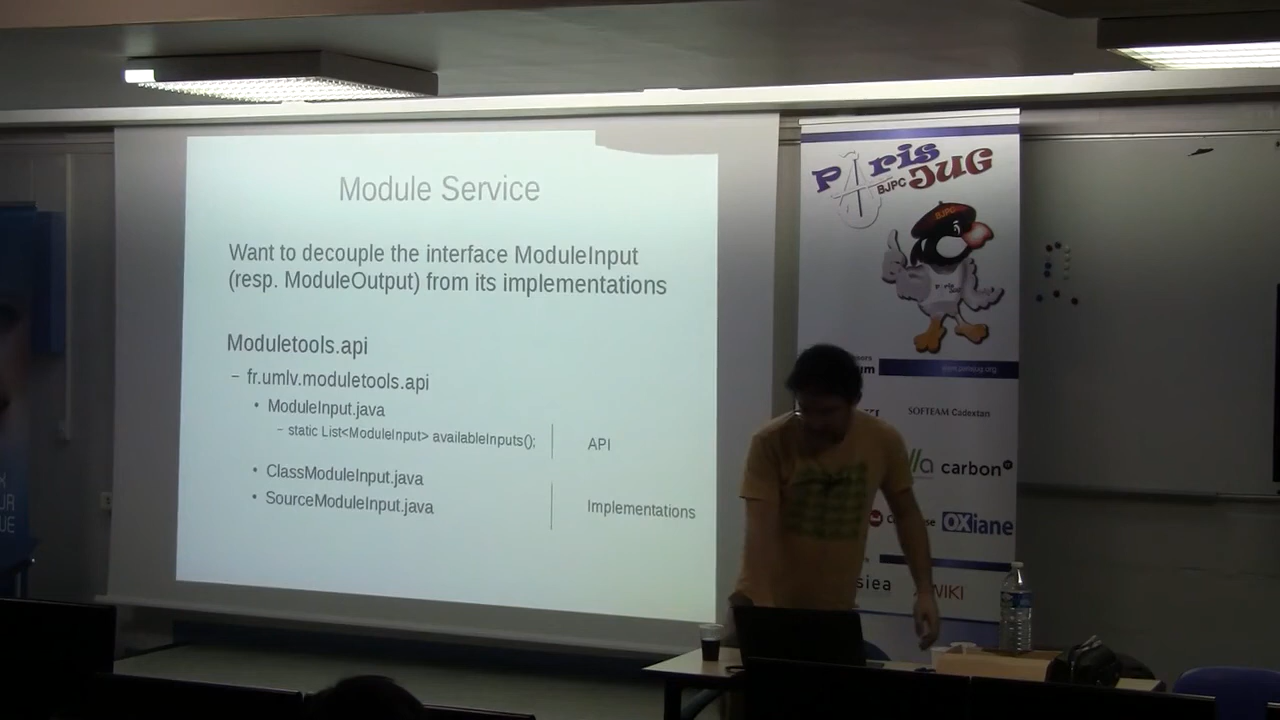 Module Service
Want to decouple the interface ModuleInput
(resp. ModuleOutput) from its implementations
Moduletools.api
– fr.umlv.moduletools.api
• ModuleInput.java
– static List<ModuleInput> availableInputs();
API
• ClassModuleInput.java
• SourceModuleInput.java
Implementations
Paris
BJPC JUG
BJPC
SOFTEAM Cadextan
carbon
OXiane
siea
WIKI